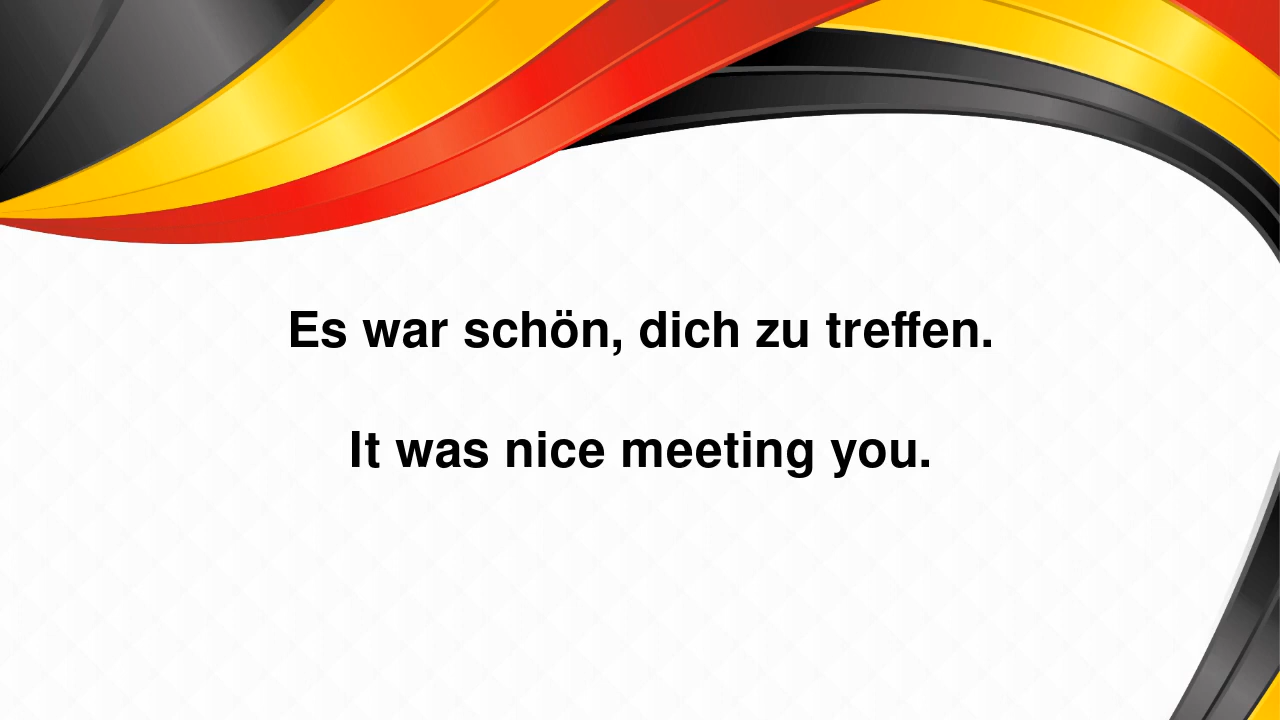 Es war schön, dich zu treffen.
It was nice meeting you.